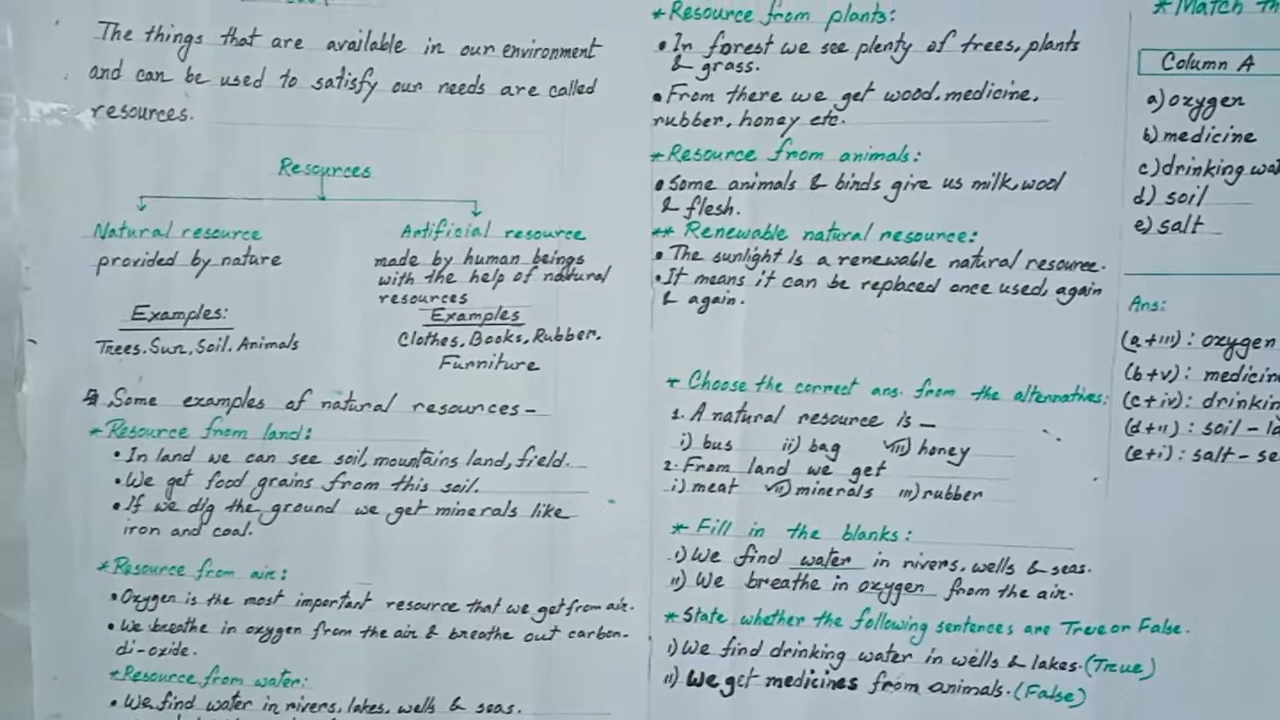 The things that are available in our environment
and can be used to satisfy our needs are called
resources.
Resources
Natural resource
provided by nature
Examples:
Trees, Sun, Soil, Animals
Artificial resource
made by human beings
with the help of natural
resources
Examples
Clothes, Books, Rubber,
Furniture
Some examples of natural resources-
* Resource from land:
• In land we can see soil, mountains land, field.
• We get food grains from this soil.
• If we dig the ground we get minerals like
iron and coal.
* Resource from air:
• Oxygen is the most important resource that we get from air.
• We breathe in oxygen from the air & breathe out carbon-
di-oxide.
* Resource from water:
• We find water in rivers, lakes, wells & seas.
* Resource from plants:
• In forest we see plenty of trees, plants
& grass.
• From there we get wood, medicine,
rubber, honey etc.
* Resource from animals:
• Some animals & birds give us milk, wool
& flesh.
** Renewable natural resource:
• The sunlight is a renewable natural resource.
• It means it can be replaced once used, again
& again.
* Choose the correct ans. from the alternatives:
1. A natural resource is —
i) bus ii) bag ✓iii) honey
2. From land we get
i) meat ✓ii) minerals iii) rubber
* Fill in the blanks:
i) We find water in rivers, wells & seas.
ii) We breathe in oxygen from the air.
* State whether the following sentences are True or False.
i) We find drinking water in wells & lakes. (True)
ii) We get medicines from animals. (False)
* Match th
Column A
a) oxygen
b) medicine
c) drinking wat
d) soil
e) salt
Ans:
(a+iii): oxygen
(b+v): medicin
(c+iv): drinkin
(d+ii): soil - la
(e+i): salt - se